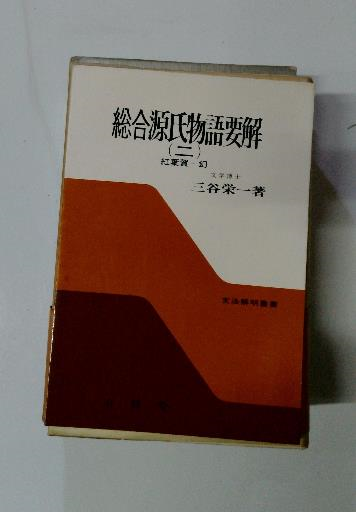 総合源氏物語要解
(二)
紅葉賀―幻
文学博士
三谷栄一著
文法解明叢書